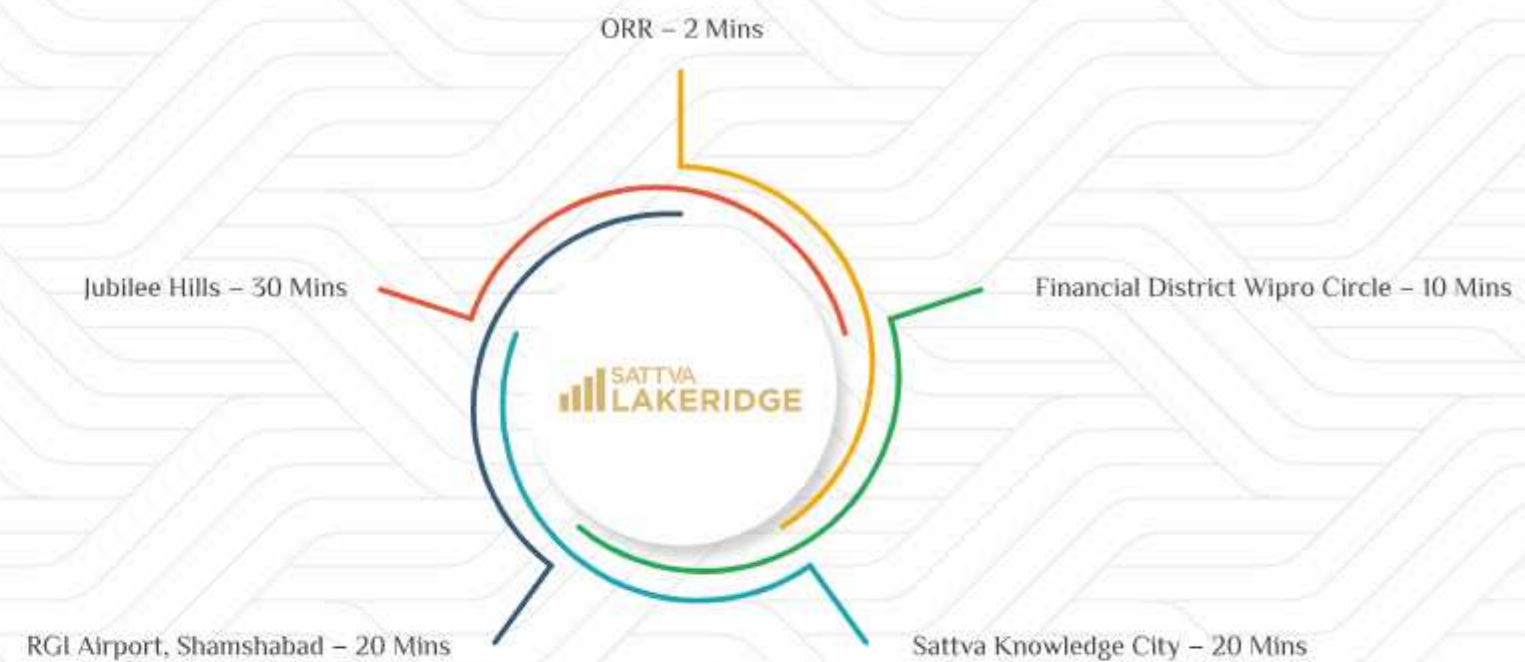 ORR – 2 Mins
Jubilee Hills – 30 Mins
Financial District Wipro Circle – 10 Mins
SATTVA
LAKERIDGE
RGI Airport, Shamshabad – 20 Mins
Sattva Knowledge City – 20 Mins